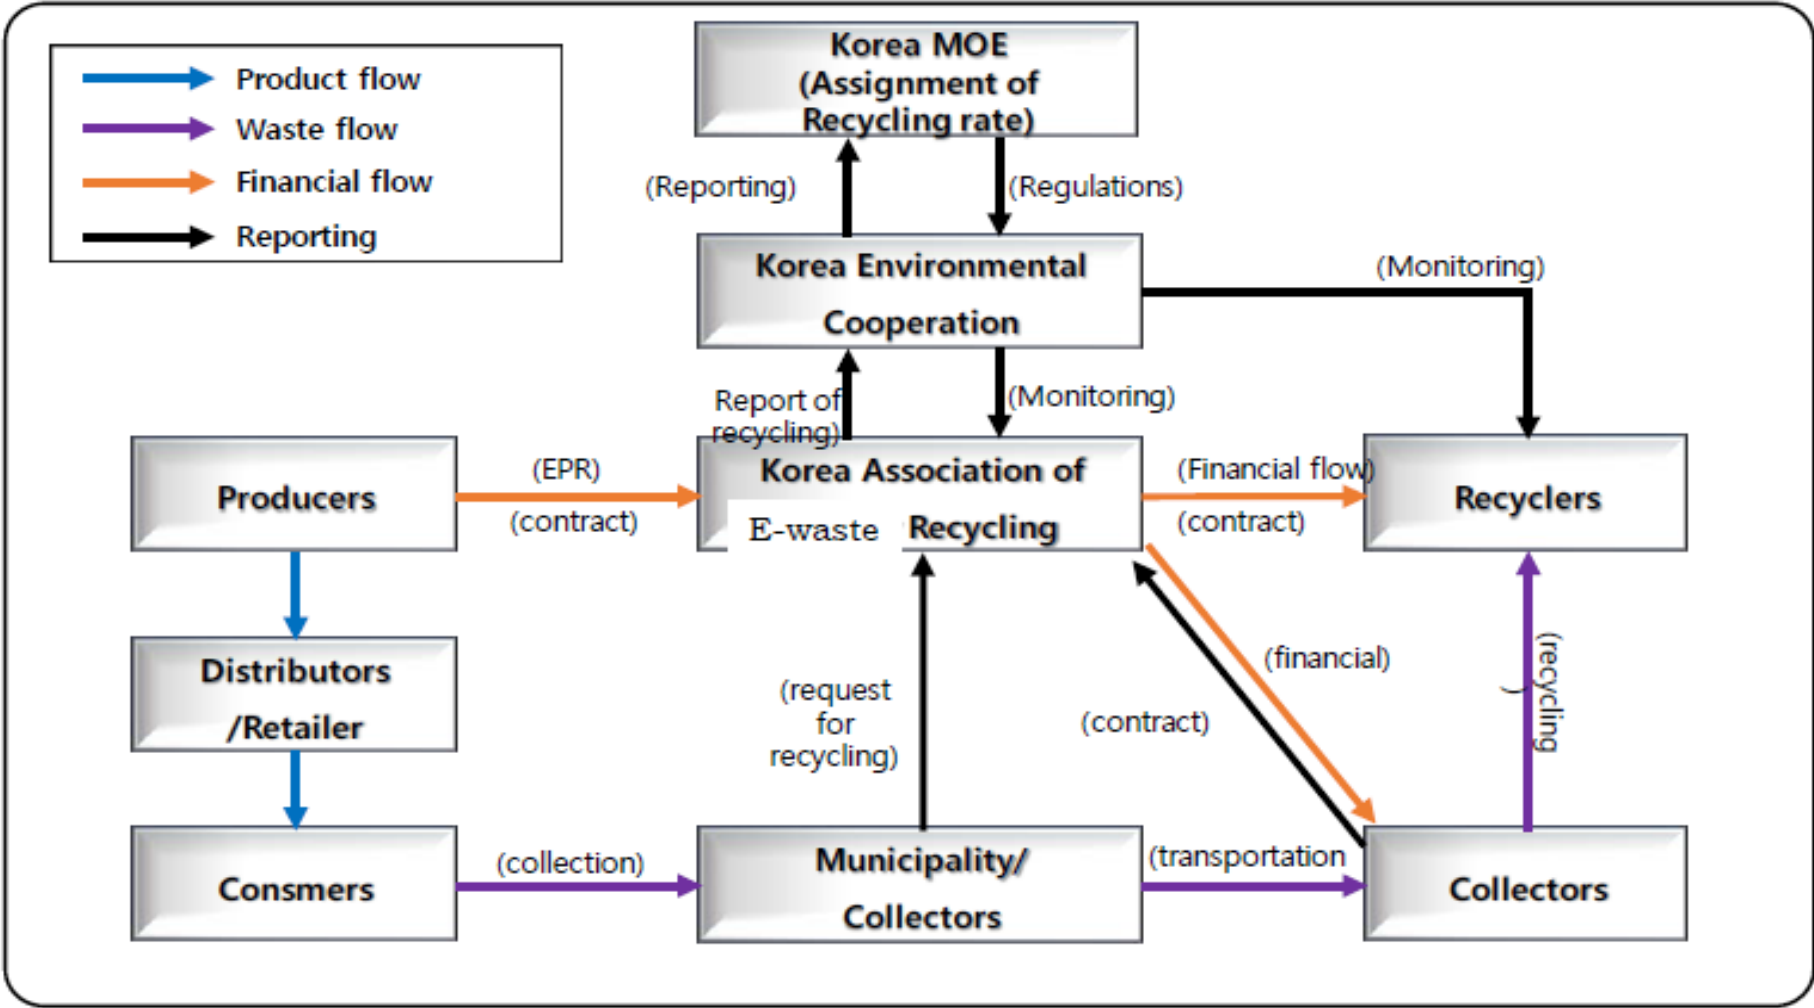 Product flow
Waste flow
Financial flow
Reporting
Korea MOE
(Assignment of
Recycling rate)
(Reporting)
(Regulations)
Korea Environmental
Cooperation
(Monitoring)
Report of
recycling)
(Monitoring)
Producers
(EPR)
(contract)
Korea Association of
E-waste Recycling
(Financial flow)
(contract)
Recyclers
Distributors
/Retailer
(request
for
recycling)
(contract)
(financial)
(recycling
)
Consmers
(collection)
Municipality/
Collectors
(transportation
Collectors